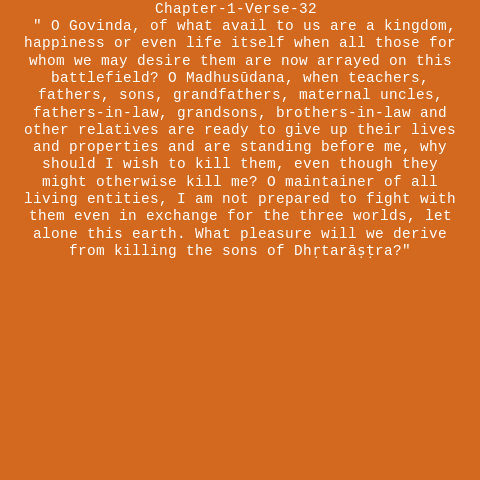 Chapter-1-Verse-32
" O Govinda, of what avail to us are a kingdom,
happiness or even life itself when all those for
whom we may desire them are now arrayed on this
battlefield? O Madhusūdana, when teachers,
fathers, sons, grandfathers, maternal uncles,
fathers-in-law, grandsons, brothers-in-law and
other relatives are ready to give up their lives
and properties and are standing before me, why
should I wish to kill them, even though they
might otherwise kill me? O maintainer of all
living entities, I am not prepared to fight with
them even in exchange for the three worlds, let
alone this earth. What pleasure will we derive
from killing the sons of Dhṛtarāṣṭra?"